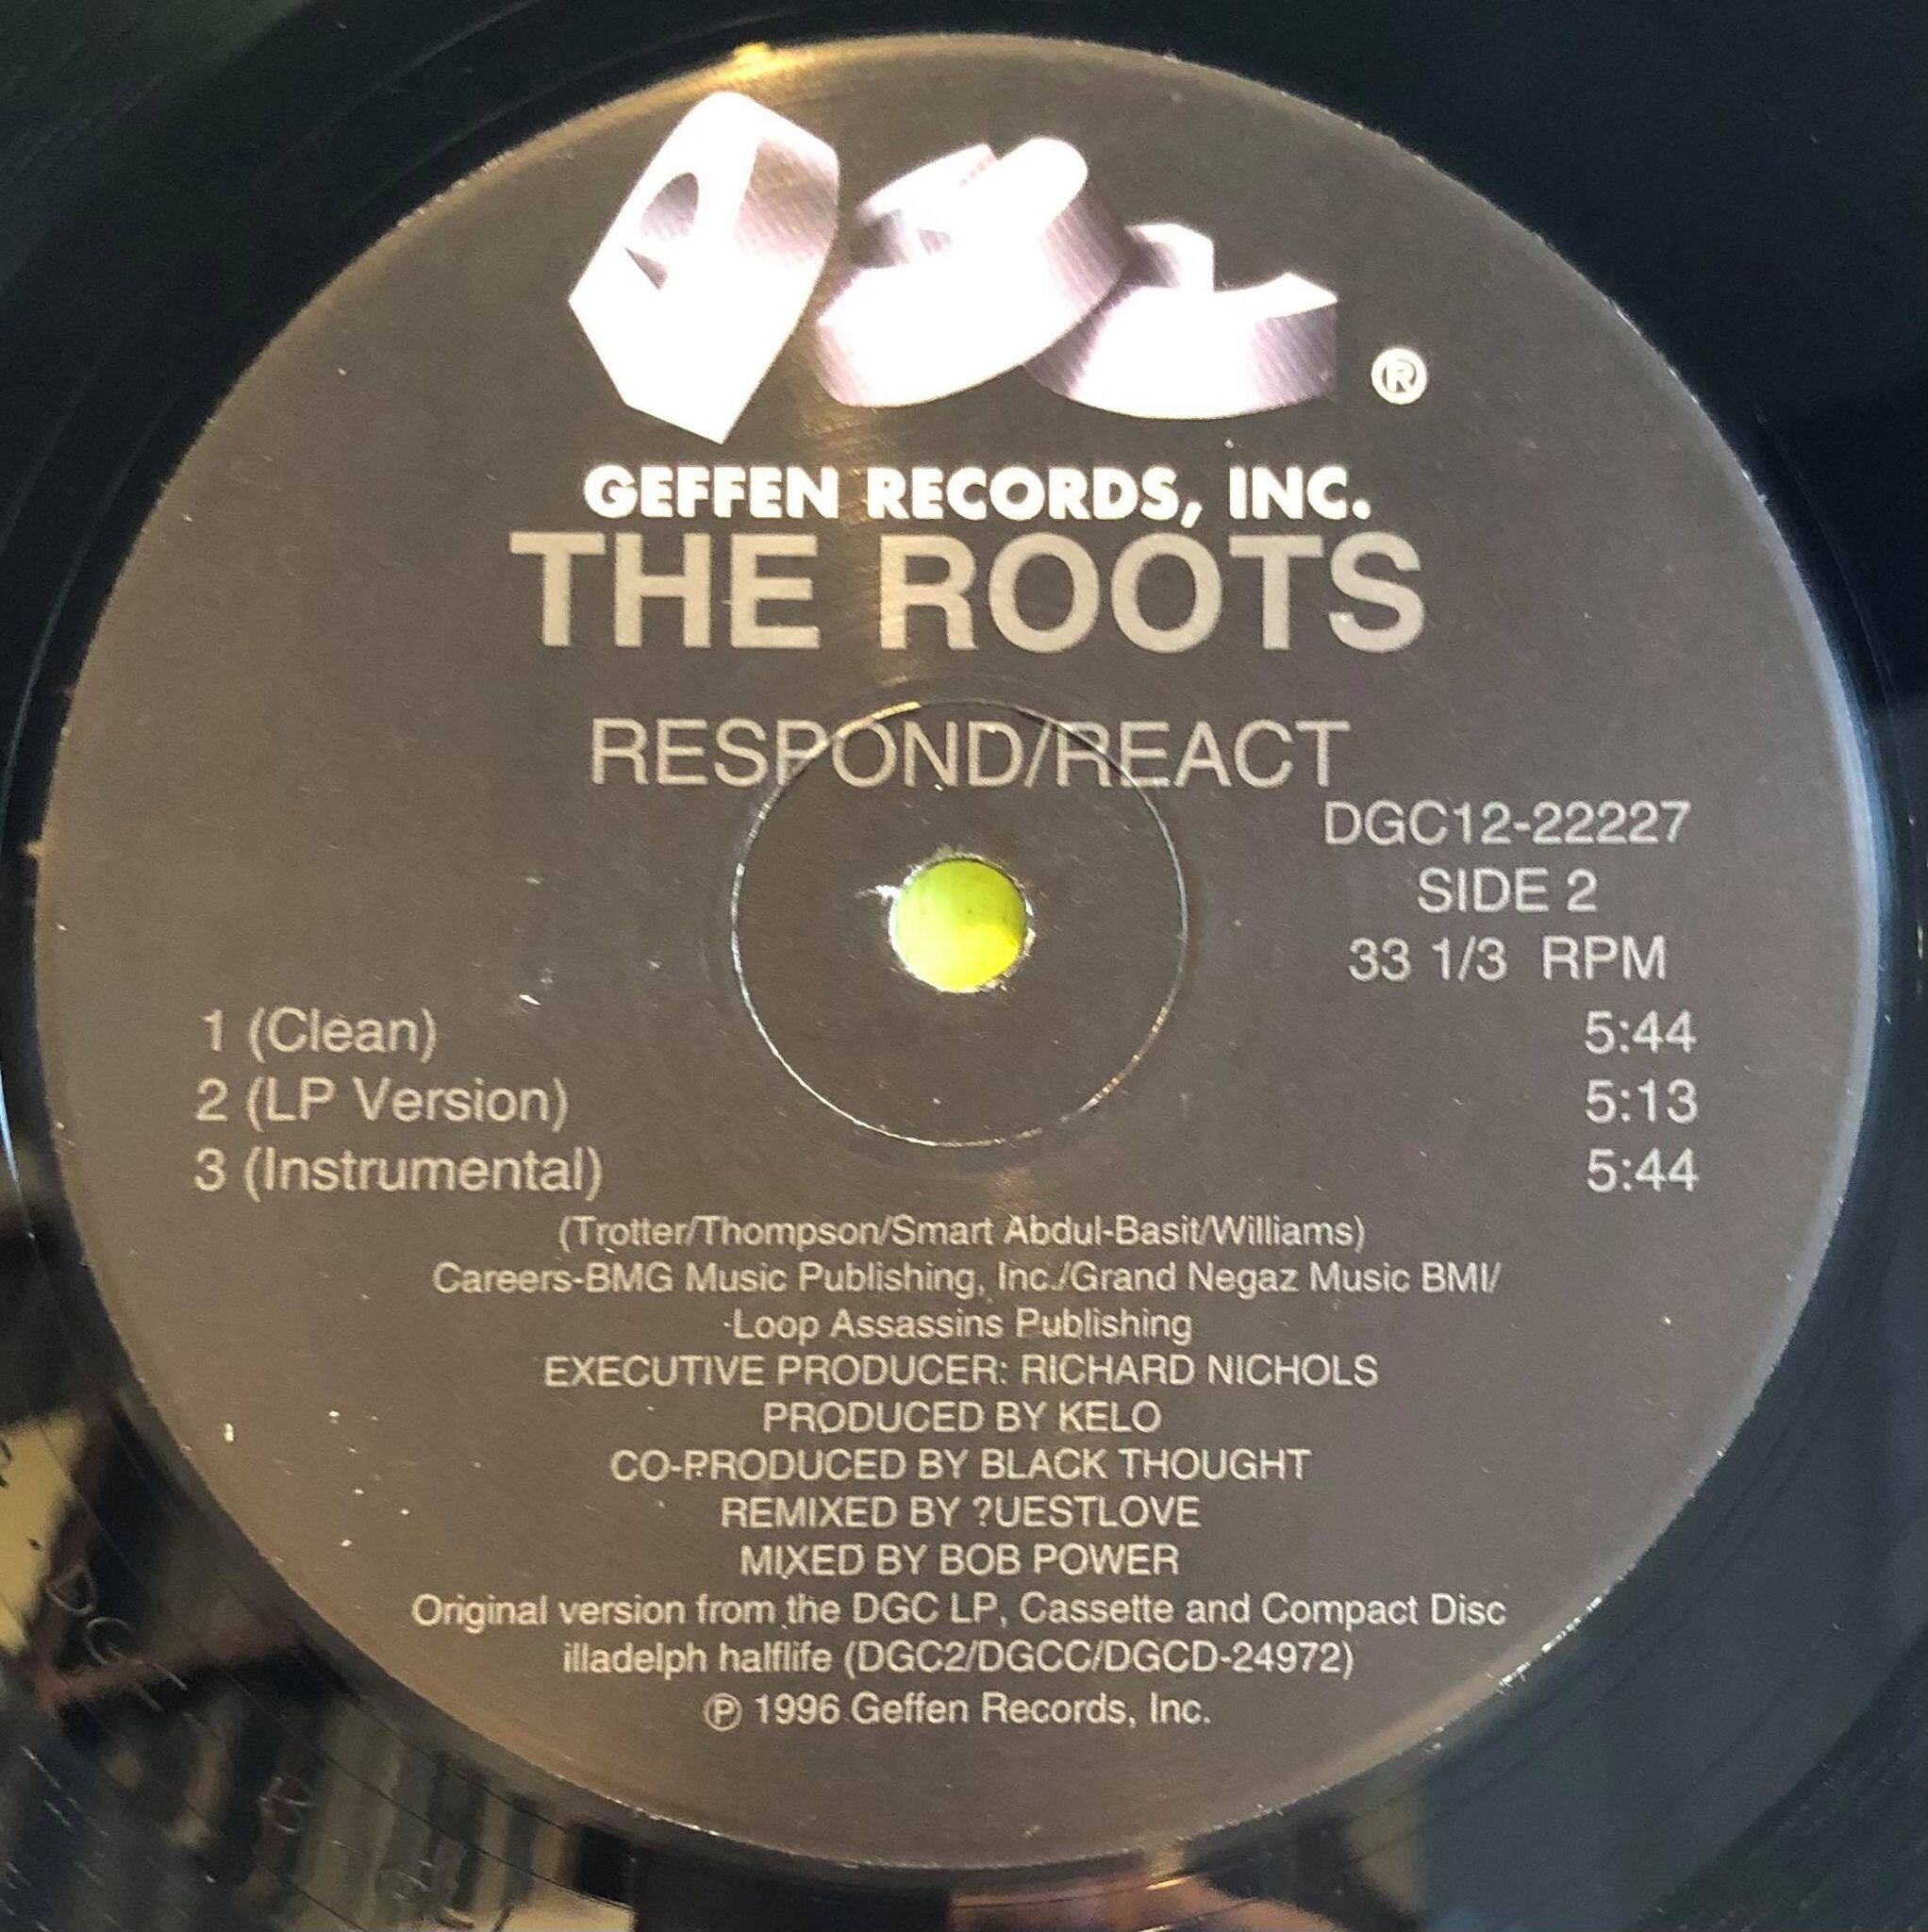 DGC
®
GEFFEN RECORDS, INC.
THE ROOTS
RESPOND/REACT
DGC12-22227
SIDE 2
33 1/3 RPM
1 (Clean) 5:44
2 (LP Version) 5:13
3 (Instrumental) 5:44
(Trotter/Thompson/Smart Abdul-Basit/Williams)
Careers-BMG Music Publishing, Inc./Grand Negaz Music BMI/
Loop Assassins Publishing
EXECUTIVE PRODUCER: RICHARD NICHOLS
PRODUCED BY KELO
CO-PRODUCED BY BLACK THOUGHT
REMIXED BY ?UESTLOVE
MIXED BY BOB POWER
Original version from the DGC LP, Cassette and Compact Disc
illadelph halflife (DGC2/DGCC/DGCD-24972)
℗ 1996 Geffen Records, Inc.